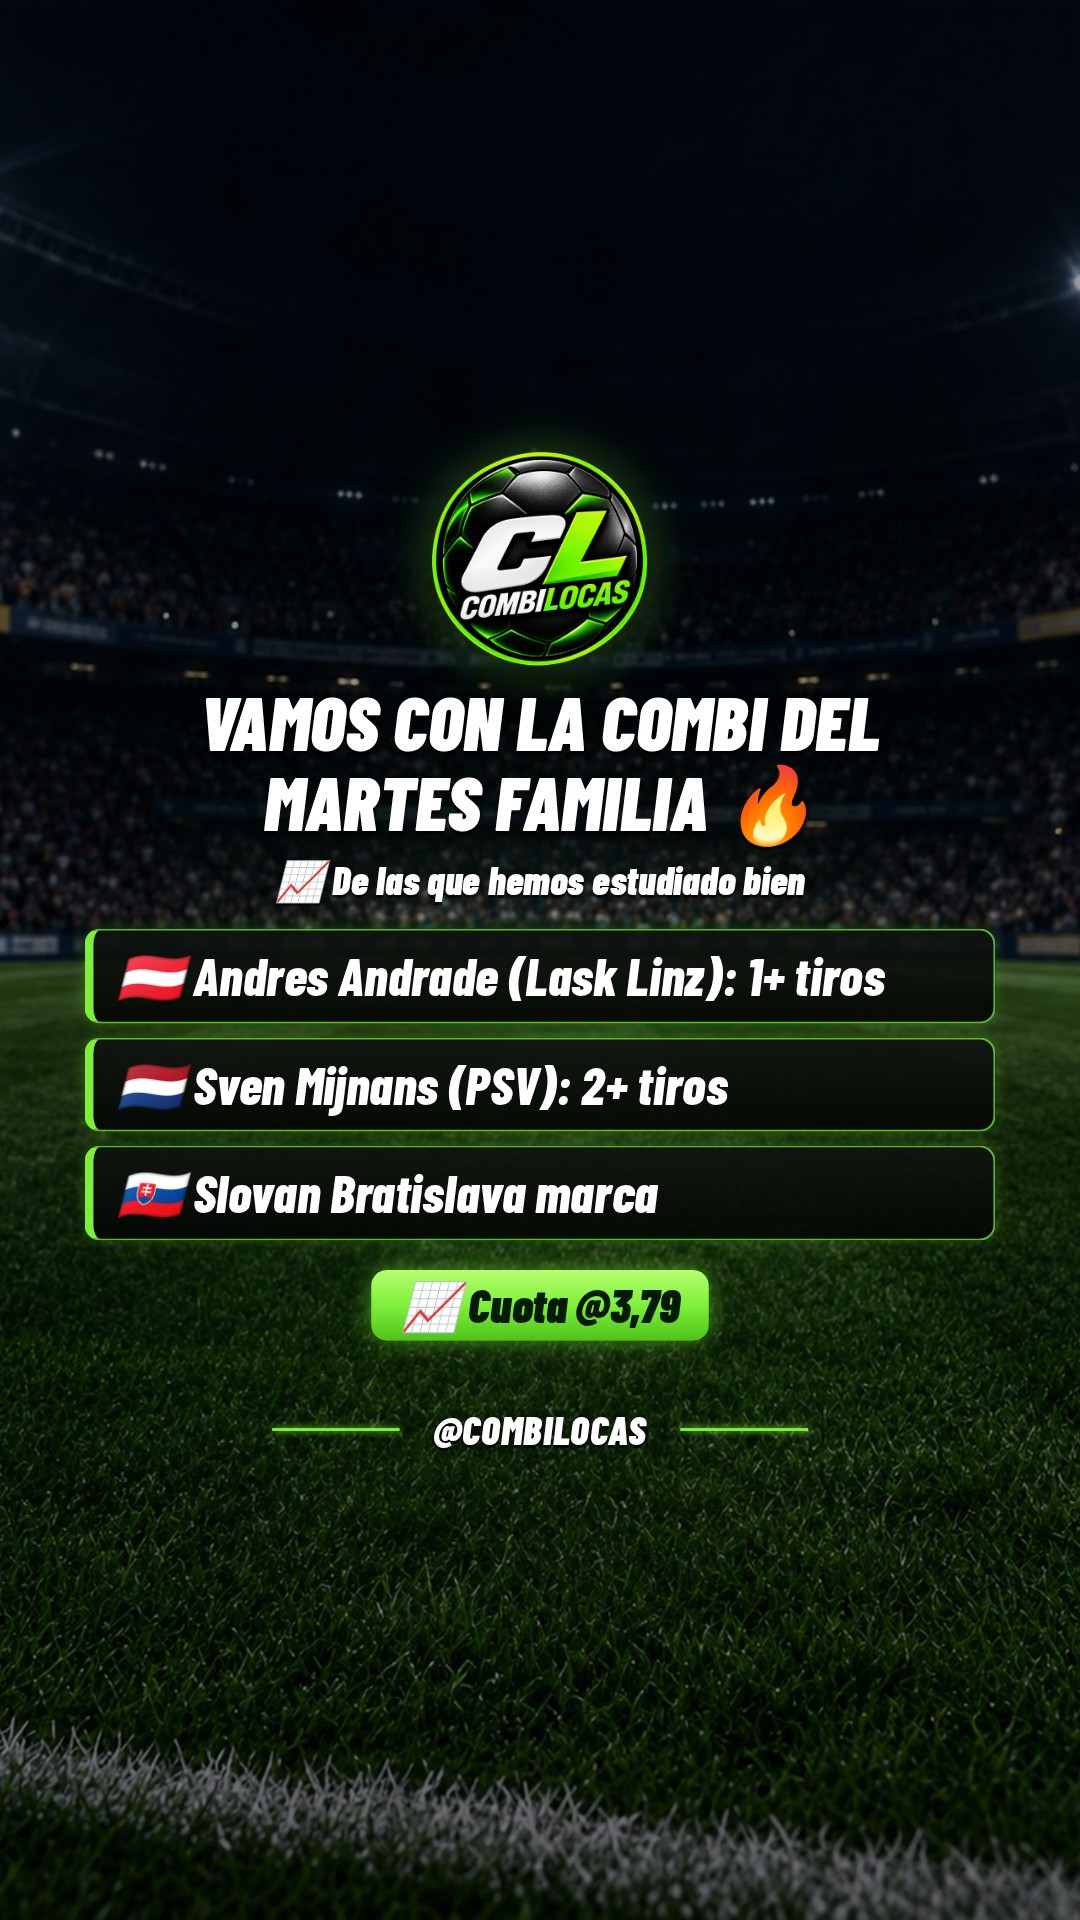 CL
COMBILOCAS
VAMOS CON LA COMBI DEL
MARTES FAMILIA 🔥
📈 De las que hemos estudiado bien
🇦🇹 Andres Andrade (Lask Linz): 1+ tiros
🇳🇱 Sven Mijnans (PSV): 2+ tiros
🇸🇰 Slovan Bratislava marca
📈 Cuota @3,79
@COMBILOCAS